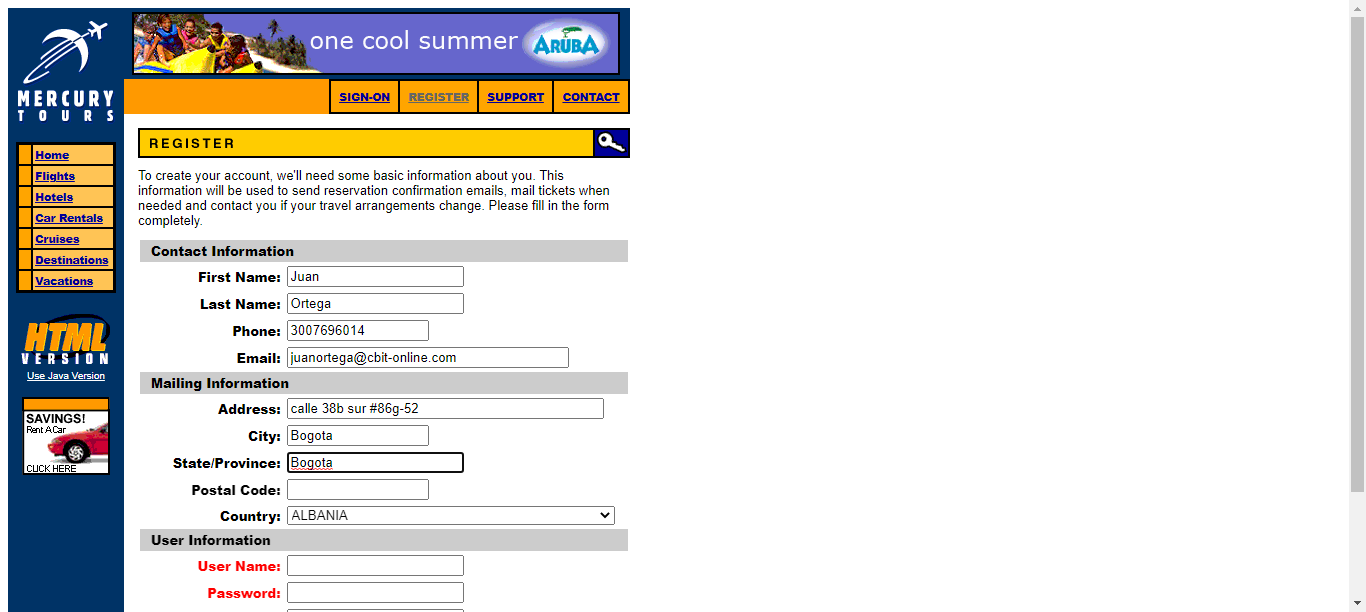 one cool summer ARUBA
MERCURY
TOURS
SIGN-ON REGISTER SUPPORT CONTACT
Home
Flights
Hotels
Car Rentals
Cruises
Destinations
Vacations
HTML
VERSION
Use Java Version
SAVINGS!
Rent A Car
CLICK HERE
REGISTER
To create your account, we'll need some basic information about you. This
information will be used to send reservation confirmation emails, mail tickets when
needed and contact you if your travel arrangements change. Please fill in the form
completely.
Contact Information
First Name: Juan
Last Name: Ortega
Phone: 3007696014
Email: juanortega@cbit-online.com
Mailing Information
Address: calle 38b sur #86g-52
City: Bogota
State/Province: Bogota
Postal Code:
Country: ALBANIA
User Information
User Name:
Password: